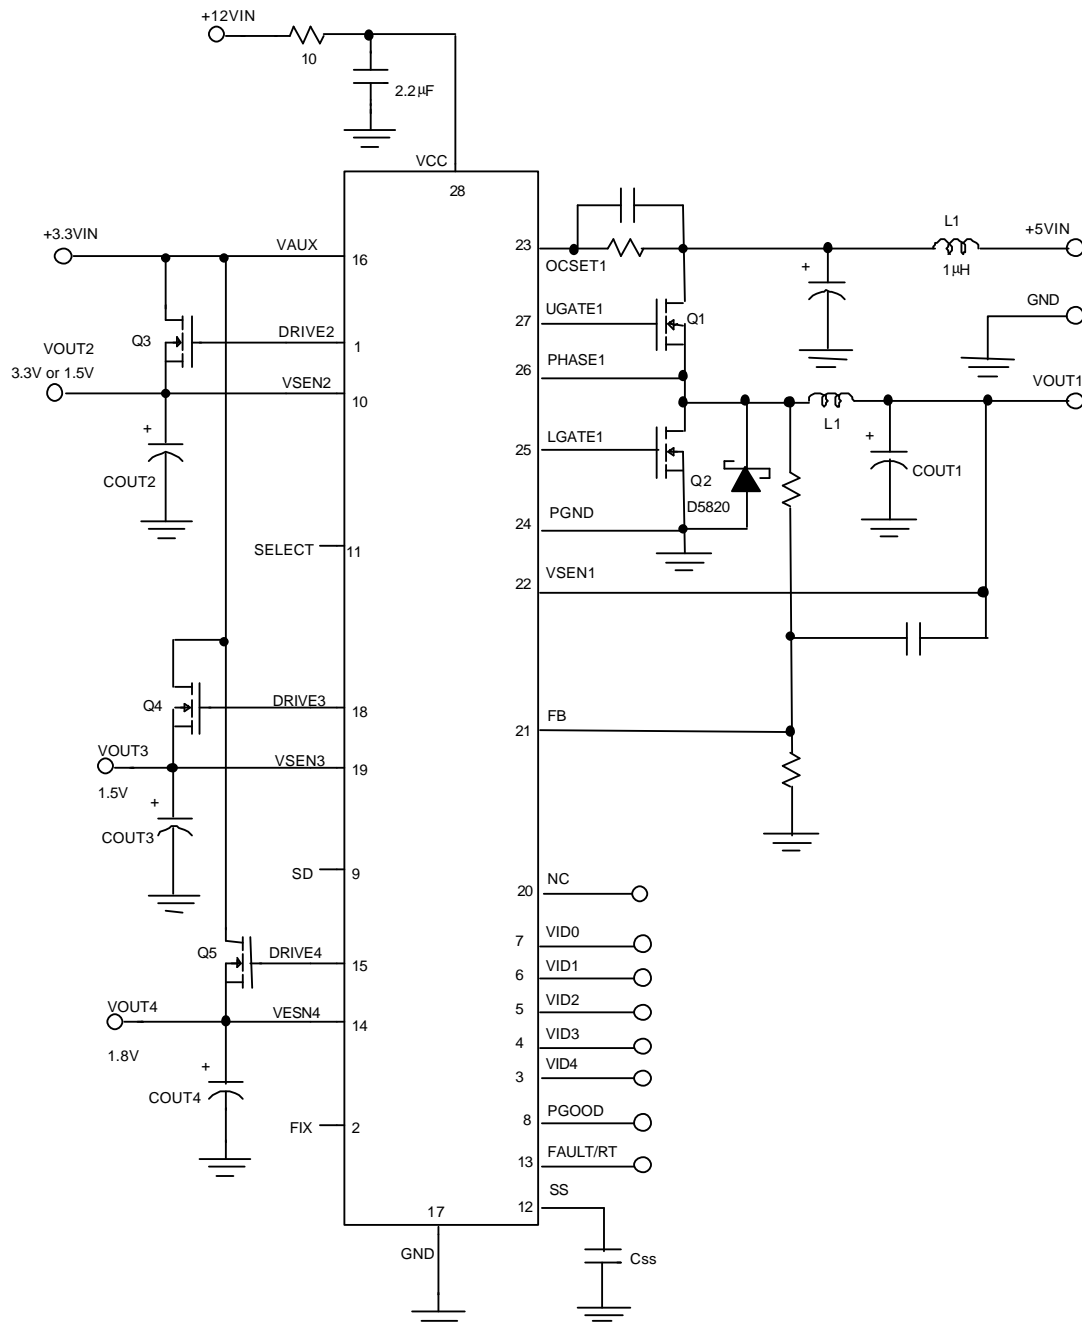 +12VIN
10
2.2µF
VCC
28
+3.3VIN
VAUX
16
Q3
DRIVE2
1
VOUT2
3.3V or 1.5V
VSEN2
10
+
COUT2
SELECT
11
Q4
DRIVE3
18
VOUT3
VSEN3
19
1.5V
+
COUT3
SD
9
Q5
DRIVE4
15
VOUT4
VESN4
14
1.8V
+
COUT4
FIX
2
17
GND
23
OCSET1
L1
1µH
+5VIN
+
GND
27
UGATE1
Q1
26
PHASE1
VOUT1
L1
+
COUT1
25
LGATE1
Q2
D5820
24
PGND
22
VSEN1
21
FB
20
NC
7
VID0
6
VID1
5
VID2
4
VID3
3
VID4
8
PGOOD
13
FAULT/RT
12
SS
Css